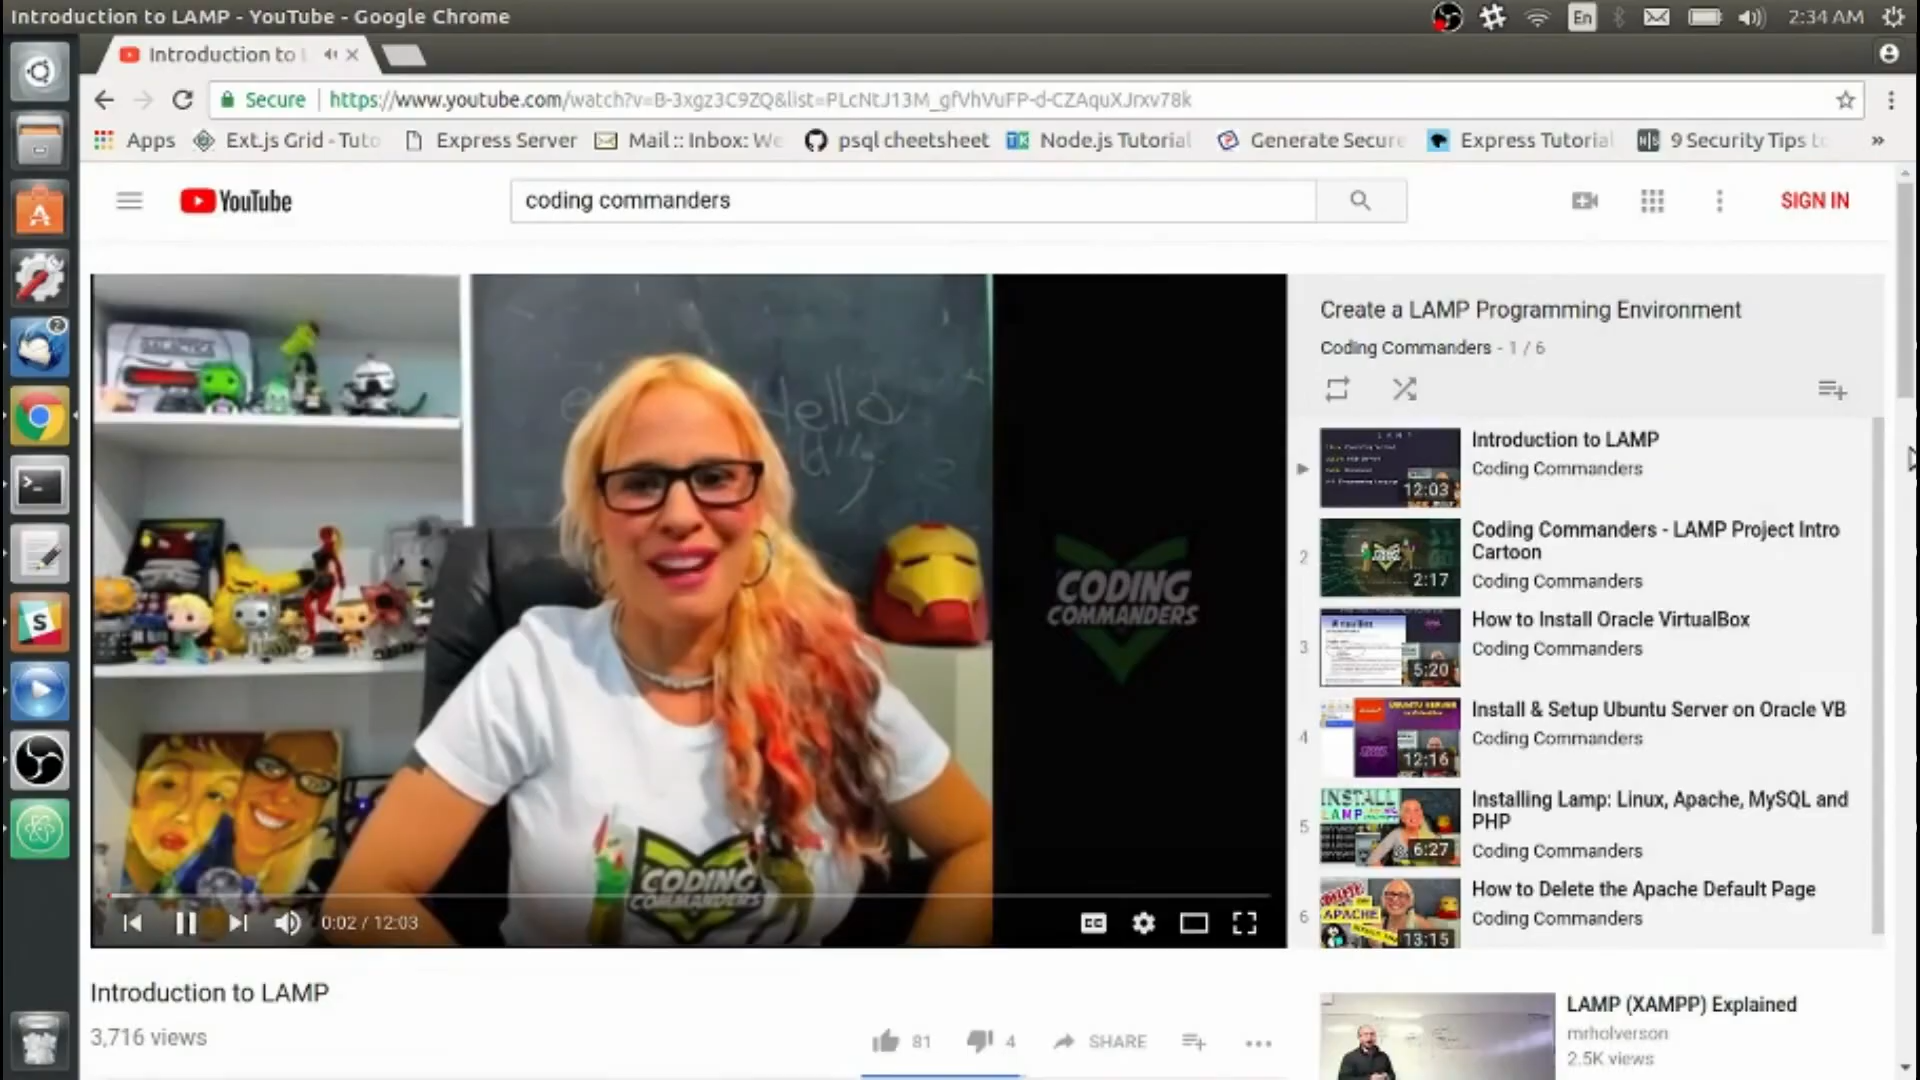 Introduction to LAMP - YouTube - Google Chrome
En
2:34 AM
Introduction to
Secure
https://www.youtube.com/watch?v=B-3xgz3C9ZQ&list=PLcNtJ13M_gfVhVuFP-d-CZAquXJrxv78k
Apps
Ext.js Grid - Tuto
Express Server
Mail :: Inbox: We
psql cheetsheet
Node.js Tutorial
Generate Secure
Express Tutorial
9 Security Tips to
»
YouTube
coding commanders
SIGN IN
Hello
CODING
COMMANDERS
CODING
COMMANDERS
0:02 / 12:03
CC
Create a LAMP Programming Environment
Coding Commanders - 1 / 6
Introduction to LAMP
Coding Commanders
12:03
2
Coding Commanders - LAMP Project Intro
Cartoon
Coding Commanders
2:17
3
How to Install Oracle VirtualBox
Coding Commanders
5:20
4
Install & Setup Ubuntu Server on Oracle VB
Coding Commanders
UBUNTU SERVER
12:16
5
Installing Lamp: Linux, Apache, MySQL and
PHP
Coding Commanders
INSTALL
LAMP
6:27
6
How to Delete the Apache Default Page
Coding Commanders
APACHE
13:15
Introduction to LAMP
3,716 views
81
4
SHARE
LAMP (XAMPP) Explained
mrholverson
2.5K views